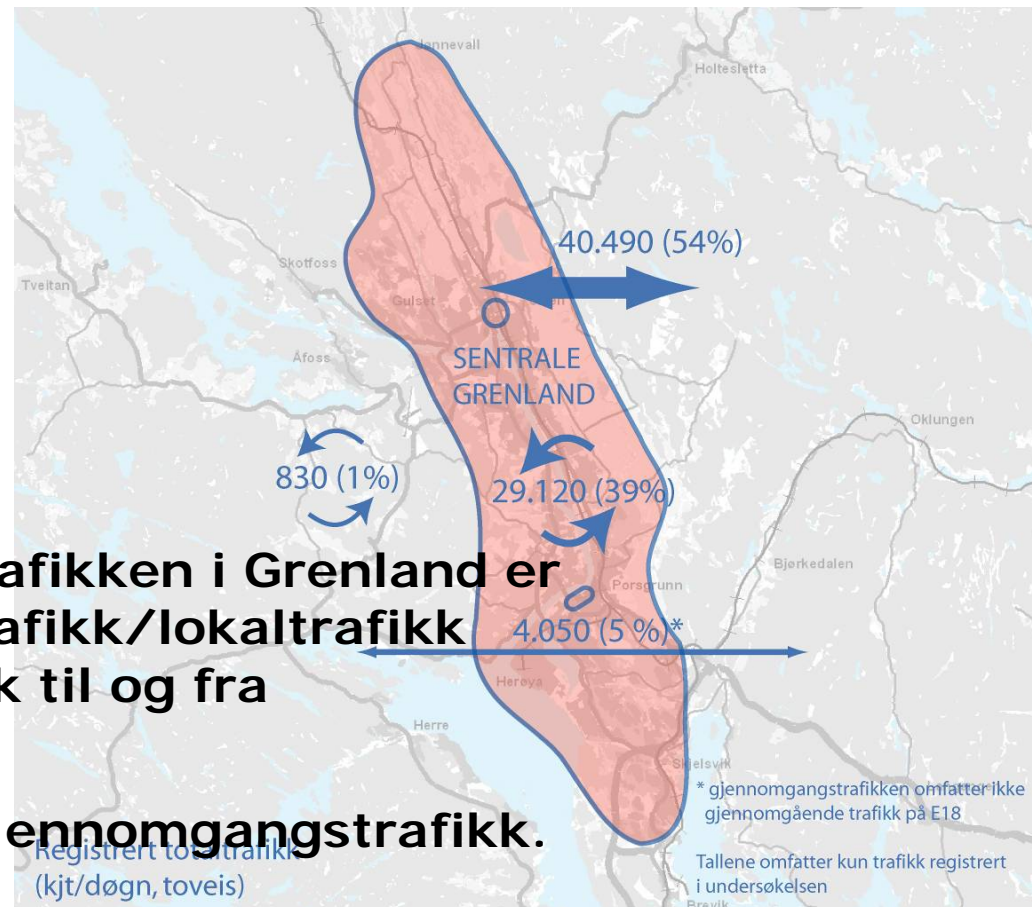 Jønnevall
Holtesletta
40.490 (54%)
Skotfoss
Tveitan
Gulset
SENTRALE
GRENLAND
Åfoss
Oklungen
830 (1%)
29.120 (39%)
afikken i Grenland er
Bjørkedalen
Porsgrunn
afikk/lokaltrafikk
4.050 (5 %)*
k til og fra
Herøya
Herre
Skjelsvik
* gjennomgangstrafikken omfatter ikke
gjennomgående trafikk på E18
ennomgangstrafikk.
Registrert totaltrafikk
(kjt/døgn, toveis)
Tallene omfatter kun trafikk registrert
i undersøkelsen
Brevik